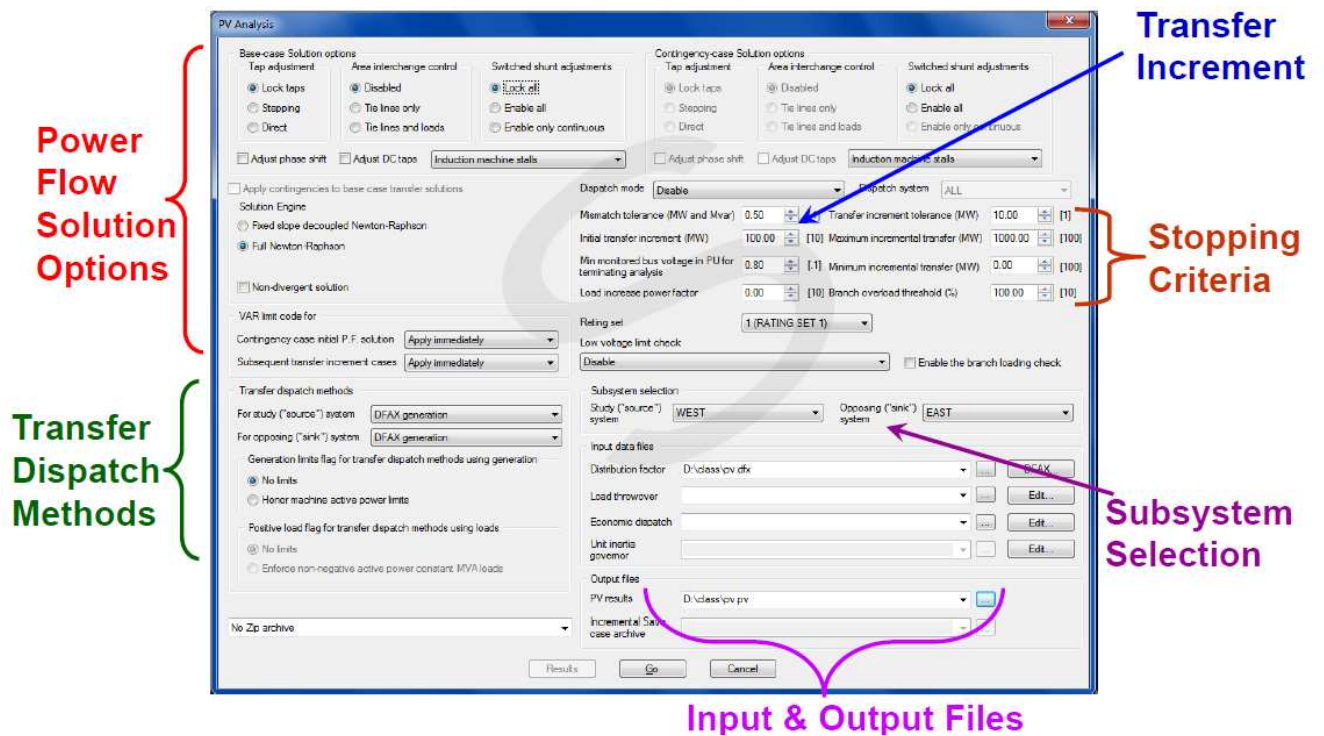 PV Analysis
Transfer
Increment
Base-case Solution options
Tap adjustment
Lock taps
Stepping
Direct
Area interchange control
Disabled
Tie lines only
Tie lines and loads
Switched shunt adjustments
Lock all
Enable all
Enable only continuous
Adjust phase shift
Adjust DC taps
Induction machine stalls
Contingency-case Solution options
Tap adjustment
Lock taps
Stepping
Direct
Area interchange control
Disabled
Tie lines only
Tie lines and loads
Switched shunt adjustments
Lock all
Enable all
Enable only continuous
Adjust phase shift
Adjust DC taps
Induction machine stalls
Power
Flow
Solution
Options
Apply contingencies to base case transfer solutions
Solution Engine
Fixed slope decoupled Newton-Raphson
Full Newton-Raphson
Non-divergent solution
VAR limit code for
Contingency case initial P.F. solution Apply immediately
Subsequent transfer increment cases Apply immediately
Dispatch mode Disable Dispatch system ALL
Mismatch tolerance (MW and Mvar) 0.50 Transfer increment tolerance (MW) 10.00 [1]
Initial transfer increment (MW) 100.00 [10] Maximum incremental transfer (MW) 1000.00 [100]
Min monitored bus voltage in PU for
terminating analysis 0.80 [.1] Minimum incremental transfer (MW) 0.00 [100]
Load increase power factor 0.00 [10] Branch overload threshold (%) 100.00 [10]
Stopping
Criteria
Rating set 1 (RATING SET 1)
Low voltage limit check
Disable Enable the branch loading check
Transfer
Dispatch
Methods
Transfer dispatch methods
For study ("source") system DFAX generation
For opposing ("sink") system DFAX generation
Generation limits flag for transfer dispatch methods using generation
No limits
Honor machine active power limits
Positive load flag for transfer dispatch methods using loads
No limits
Enforce non-negative active power constant MVA loads
No Zip archive
Subsystem selection
Study ("source")
system WEST
Opposing ("sink")
system EAST
Input data files
Distribution factor D:\class\pv.dfx ... DFAX...
Load throwover ... Edit...
Economic dispatch ... Edit...
Unit inertia
governor ... Edit...
Subsystem
Selection
Output files
PV results D:\class\pv.pv ...
Incremental Save
case archive ...
Results Go Cancel
Input & Output Files